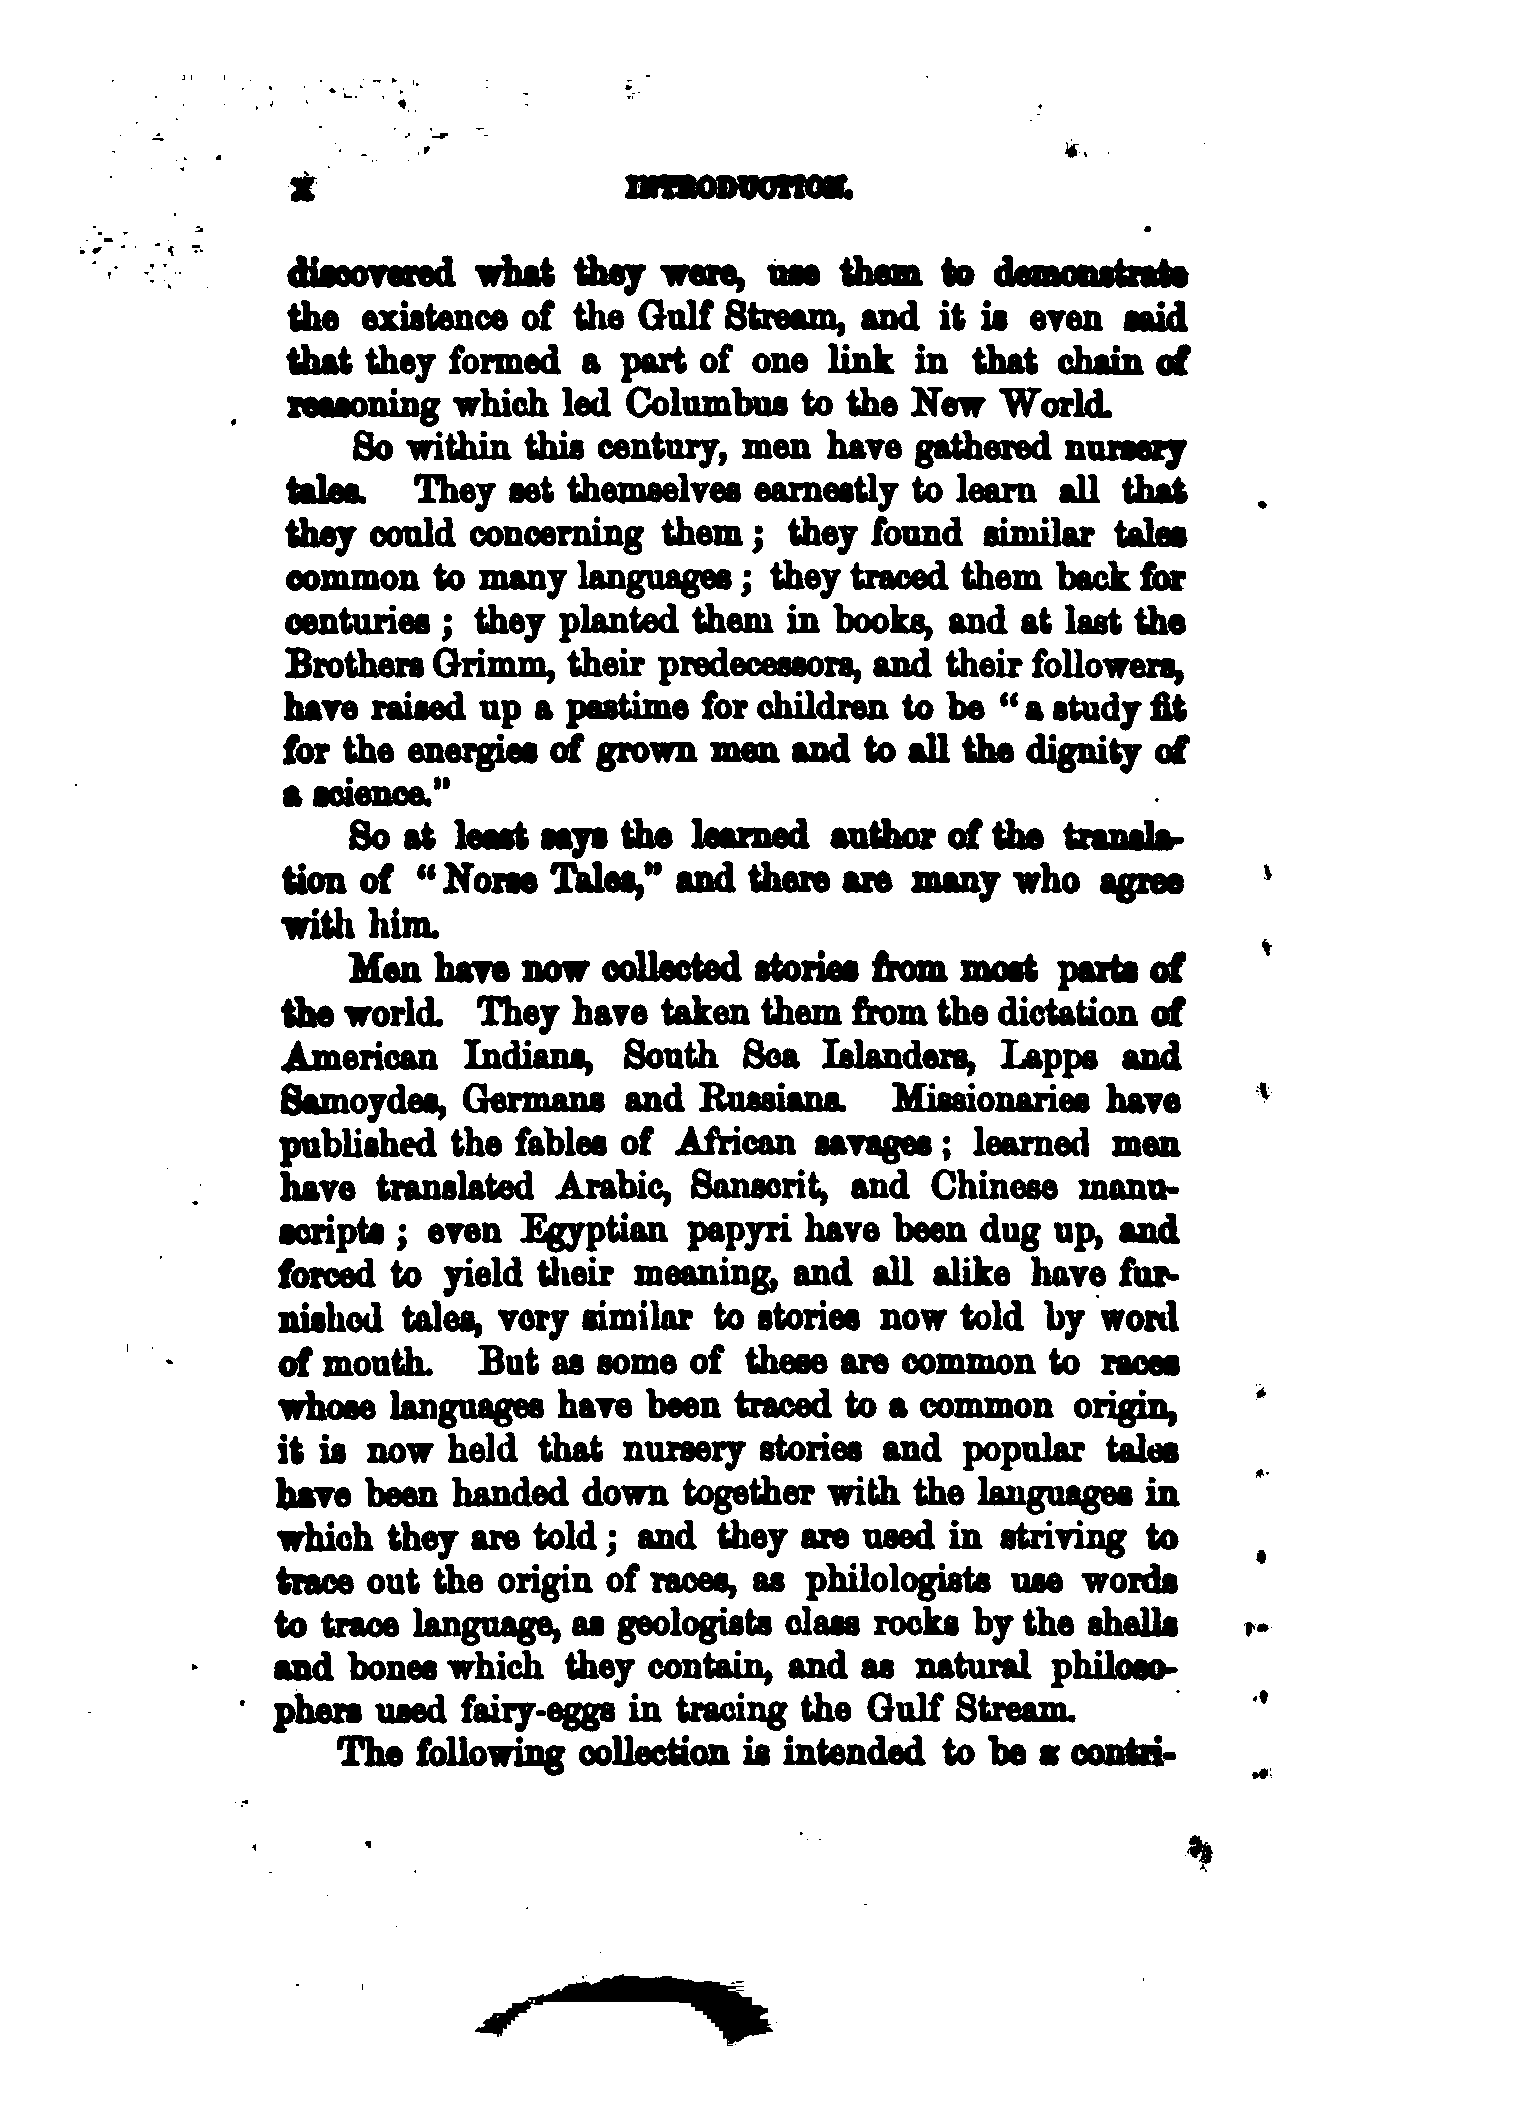 x INTRODUCTION.
discovered what they were, use them to demonstrate
the existence of the Gulf Stream, and it is even said
that they formed a part of one link in that chain of
reasoning which led Columbus to the New World.
So within this century, men have gathered nursery
tales. They set themselves earnestly to learn all that
they could concerning them ; they found similar tales
common to many languages ; they traced them back for
centuries ; they planted them in books, and at last the
Brothers Grimm, their predecessors, and their followers,
have raised up a pastime for children to be “a study fit
for the energies of grown men and to all the dignity of
a science.”
So at least says the learned author of the transla-
tion of “Norse Tales,” and there are many who agree
with him.
Men have now collected stories from most parts of
the world. They have taken them from the dictation of
American Indians, South Sea Islanders, Lapps and
Samoydes, Germans and Russians. Missionaries have
published the fables of African savages ; learned men
have translated Arabic, Sanscrit, and Chinese manu-
scripts ; even Egyptian papyri have been dug up, and
forced to yield their meaning, and all alike have fur-
nished tales, very similar to stories now told by word
of mouth. But as some of these are common to races
whose languages have been traced to a common origin,
it is now held that nursery stories and popular tales
have been handed down together with the languages in
which they are told ; and they are used in striving to
trace out the origin of races, as philologists use words
to trace language, as geologists class rocks by the shells
and bones which they contain, and as natural philoso-
phers used fairy-eggs in tracing the Gulf Stream.
The following collection is intended to be a contri-